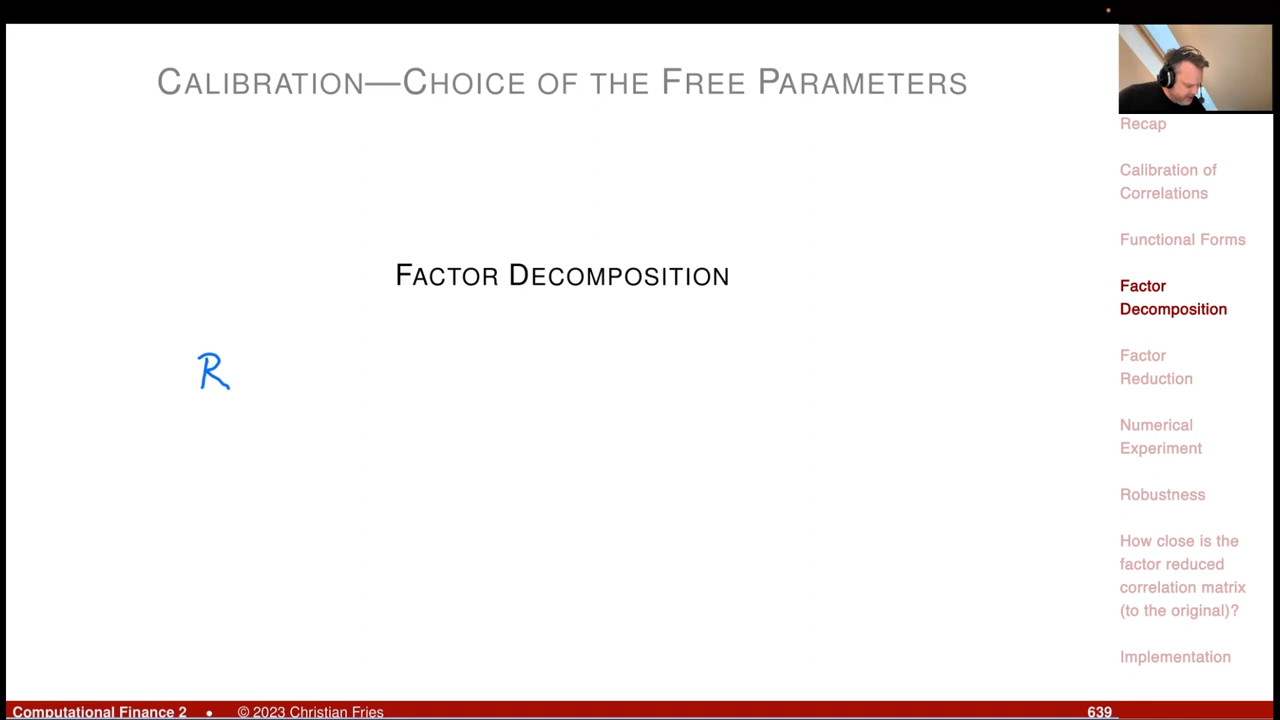 CALIBRATION—CHOICE OF THE FREE PARAMETERS
FACTOR DECOMPOSITION
R
Recap
Calibration of
Correlations
Functional Forms
Factor
Decomposition
Factor
Reduction
Numerical
Experiment
Robustness
How close is the
factor reduced
correlation matrix
(to the original)?
Implementation
Computational Finance 2 • © 2023 Christian Fries 639